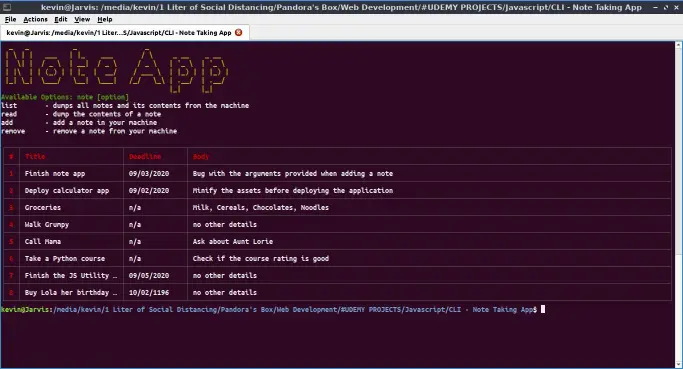 kevin@Jarvis: /media/kevin/1 Liter of Social Distancing/Pandora's Box/Web Development/#UDEMY PROJECTS/Javascript/CLI - Note Taking App
File Actions Edit View Help
kevin@Jarvis: /media/kevin/1 Liter...S/Javascript/CLI - Note Taking App
Note App
Available Options: note [option]
list - dumps all notes and its contents from the machine
read - dump the contents of a note
add - add a note in your machine
remove - remove a note from your machine
# Title Deadline Body
1 Finish note app 09/03/2020 Bug with the arguments provided when adding a note
2 Deploy calculator app 09/02/2020 Minify the assets before deploying the application
3 Groceries n/a Milk, Cereals, Chocolates, Noodles
4 Walk Grumpy n/a no other details
5 Call Mama n/a Ask about Aunt Lorie
6 Take a Python course n/a Check if the course rating is good
7 Finish the JS Utility … 09/05/2020 no other details
8 Buy Lola her birthday … 10/02/1196 no other details
kevin@Jarvis:/media/kevin/1 Liter of Social Distancing/Pandora's Box/Web Development/#UDEMY PROJECTS/Javascript/CLI - Note Taking App$